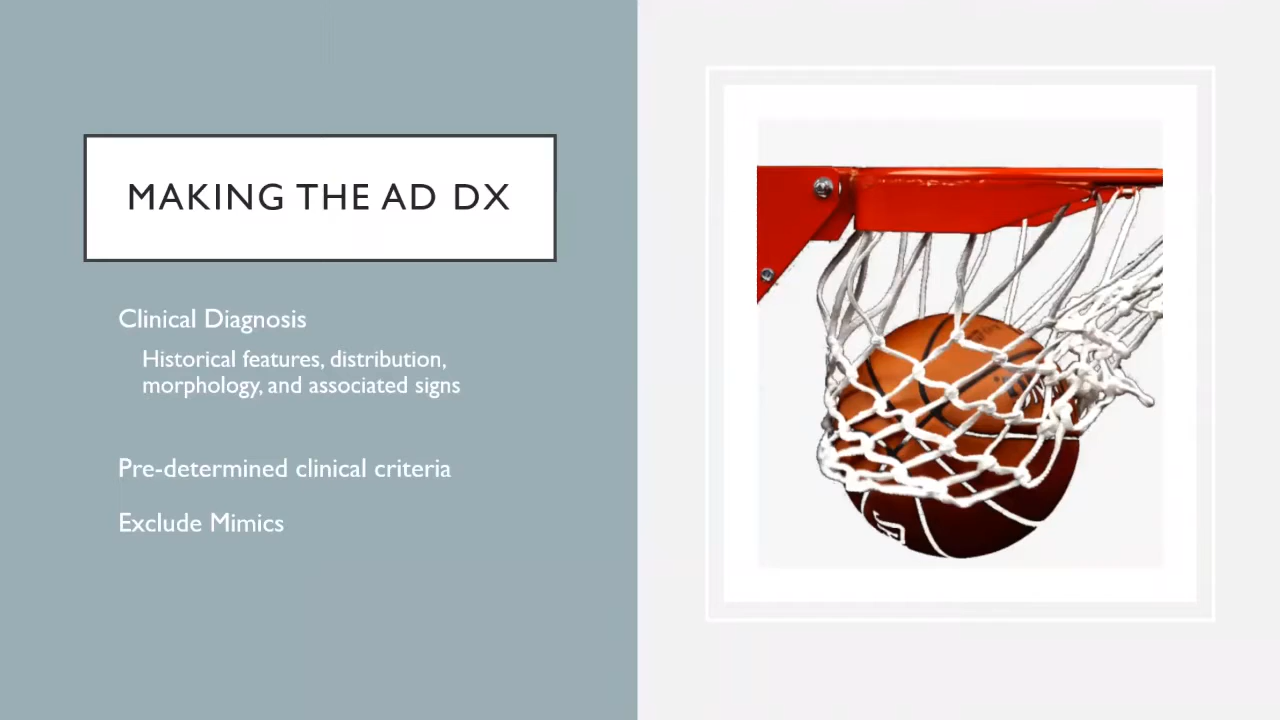 MAKING THE AD DX
Clinical Diagnosis
Historical features, distribution,
morphology, and associated signs
Pre-determined clinical criteria
Exclude Mimics